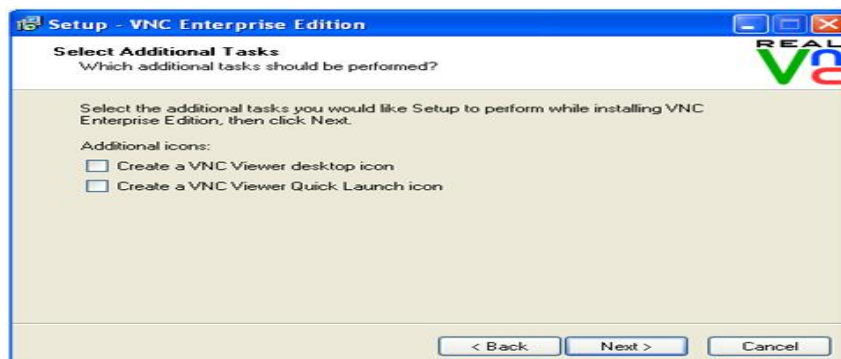 Setup - VNC Enterprise Edition
Select Additional Tasks
Which additional tasks should be performed?
REAL
vnc
Select the additional tasks you would like Setup to perform while installing VNC
Enterprise Edition, then click Next.
Additional icons:
Create a VNC Viewer desktop icon
Create a VNC Viewer Quick Launch icon
< Back
Next >
Cancel